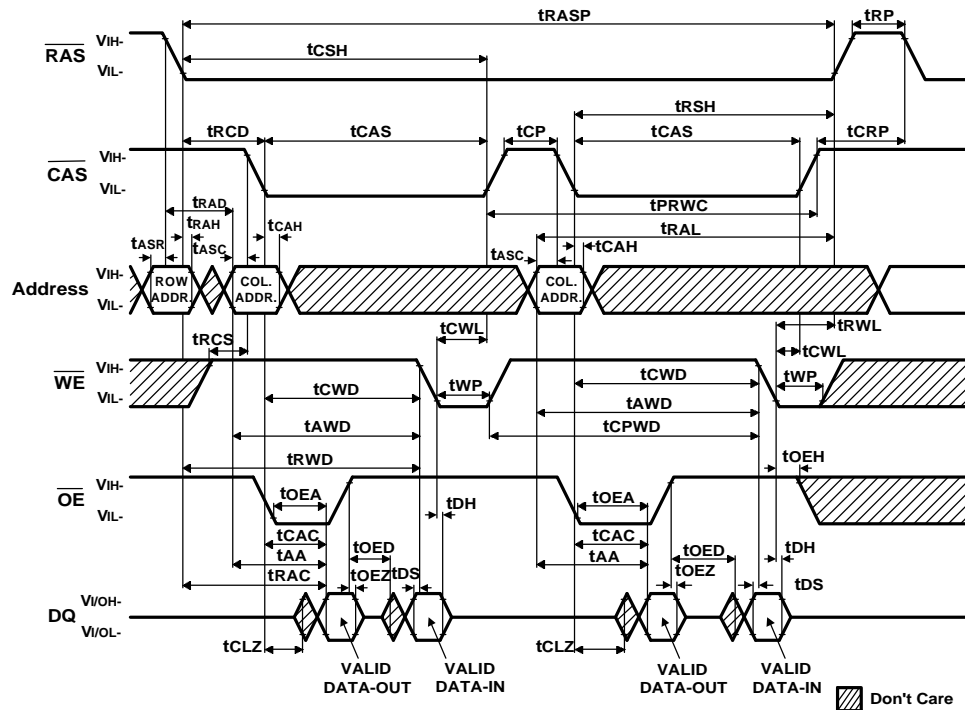 tRASP
tRP
tCSH
RAS
VIH-
VIL-
tRSH
tRCD
tCAS
tCP
tCAS
tCRP
CAS
VIH-
VIL-
tPRWC
tRAD
tRAH
tCAH
tRAL
tASR
tASC
tASC
tCAH
Address
VIH-
VIL-
ROW
ADDR.
COL.
ADDR.
COL.
ADDR.
tRCS
tCWL
tRWL
tCWL
WE
VIH-
VIL-
tCWD
tWP
tCWD
tWP
tAWD
tAWD
tCPWD
tRWD
tOEH
OE
VIH-
VIL-
tOEA
tDH
tOEA
tCAC
tCAC
tAA
tOED
tAA
tOED
tDH
tRAC
tOEZ
tDS
tOEZ
tDS
DQ
VI/OH-
VI/OL-
tCLZ
tCLZ
VALID
DATA-OUT
VALID
DATA-IN
VALID
DATA-OUT
VALID
DATA-IN
Don't Care